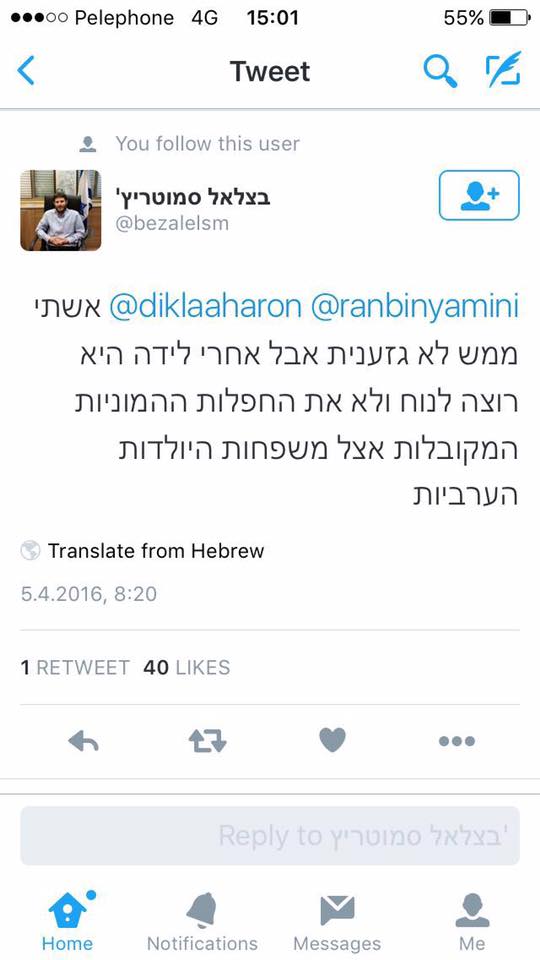 Pelephone 4G 15:01 55%
Tweet
You follow this user
בצלאל סמוטריץ'
@bezalelsm
@diklaaharon @ranbinyamini אשתי
ממש לא גזענית אבל אחרי לידה היא
רוצה לנוח ולא את החפלות ההמוניות
המקובלות אצל משפחות היולדות
הערביות
Translate from Hebrew
5.4.2016, 8:20
1 RETWEET 40 LIKES
Reply to בצלאל סמוטריץ'
Home Notifications Messages Me